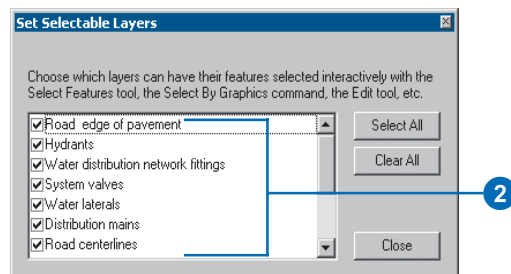 Set Selectable Layers
Choose which layers can have their features selected interactively with the
Select Features tool, the Select By Graphics command, the Edit tool, etc.
Road edge of pavement
Hydrants
Water distribution network fittings
System valves
Water laterals
Distribution mains
Road centerlines
Select All
Clear All
Close
2